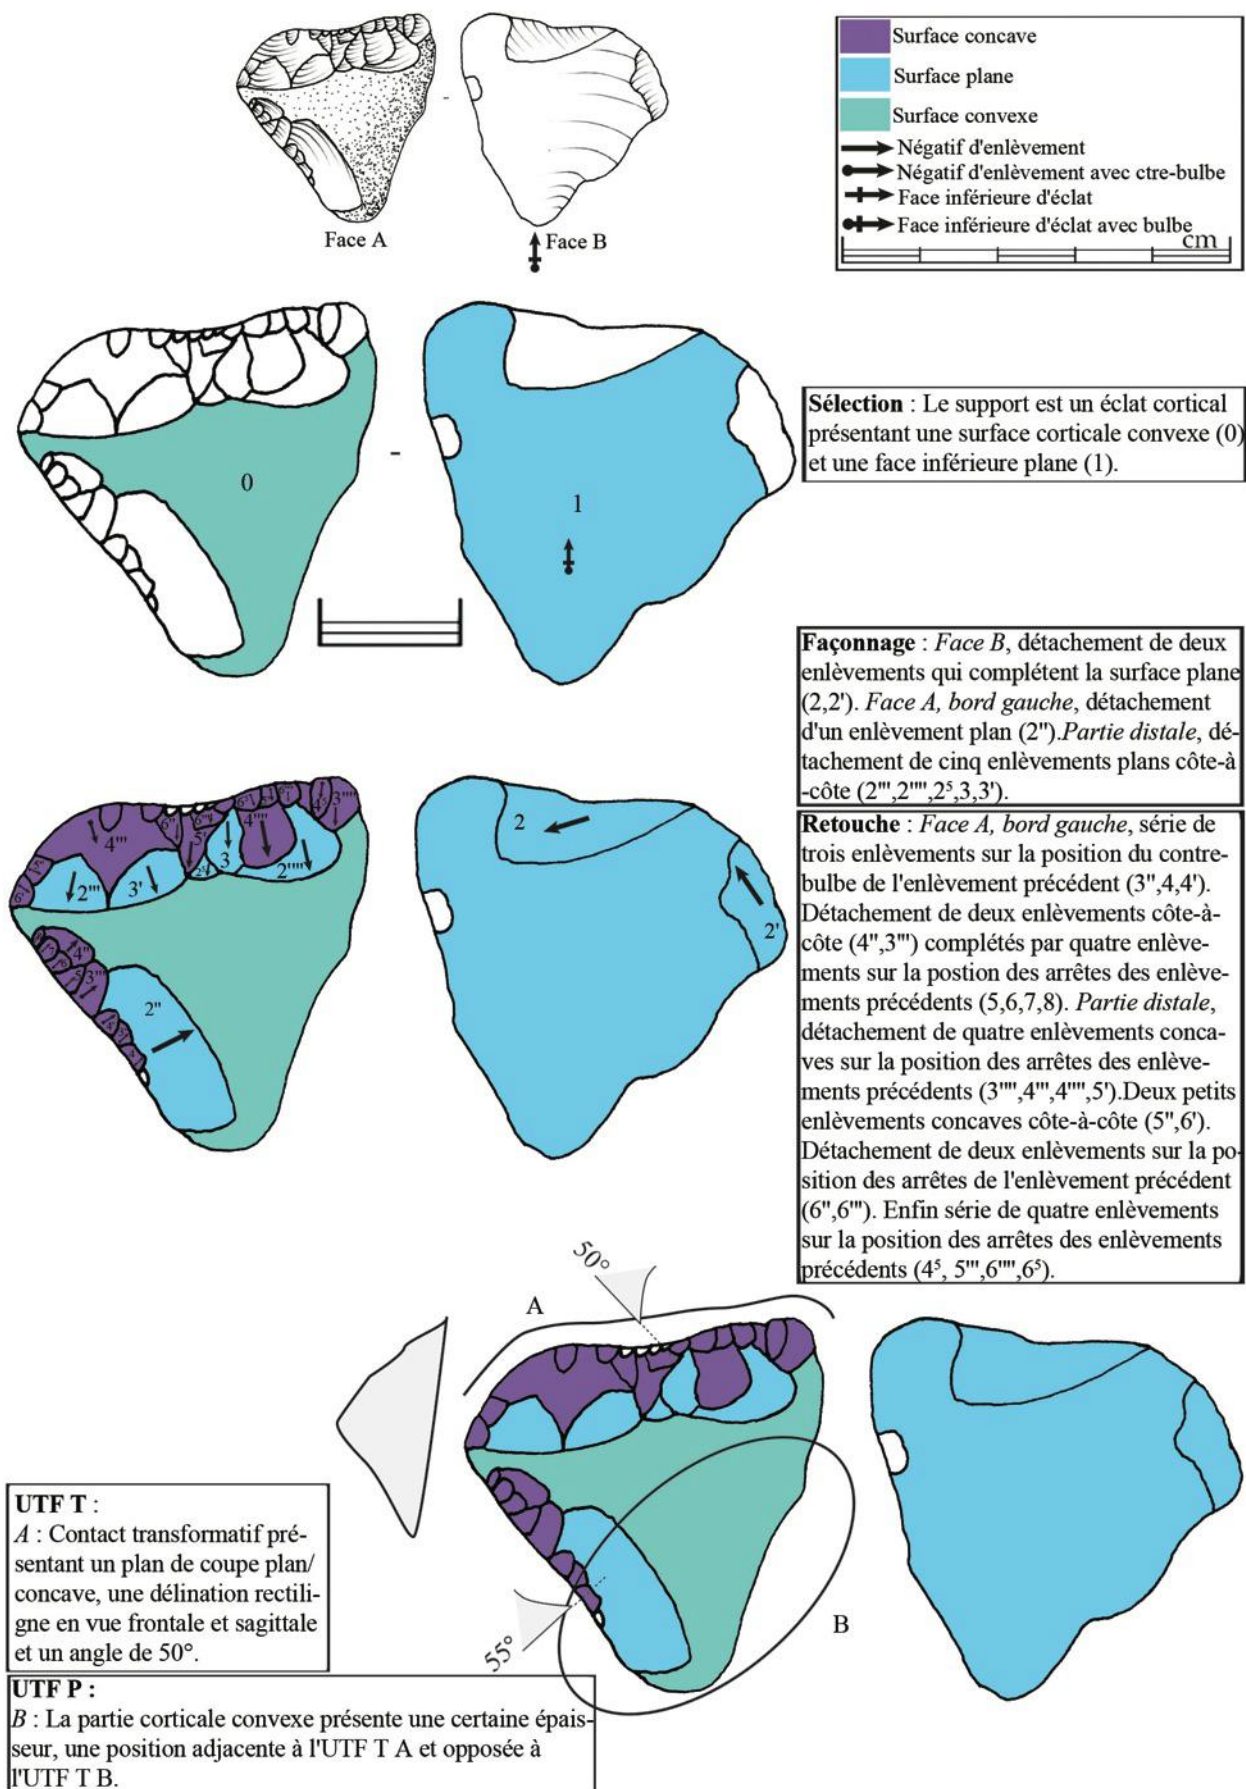 Surface concave
Surface plane
Surface convexe
Négatif d'enlèvement
Négatif d'enlèvement avec ctre-bulbe
Face inférieure d'éclat
Face inférieure d'éclat avec bulbe
cm
Face A
-
Face B
0
-
1
Sélection : Le support est un éclat cortical
présentant une surface corticale convexe (0)
et une face inférieure plane (1).
Façonnage : Face B, détachement de deux
enlèvements qui complétent la surface plane
(2,2'). Face A, bord gauche, détachement
d'un enlèvement plan (2'').Partie distale, dé-
tachement de cinq enlèvements plans côte-à
-côte (2''',2'''',2⁵,3,3').
Retouche : Face A, bord gauche, série de
trois enlèvements sur la position du contre-
bulbe de l'enlèvement précédent (3'',4,4').
Détachement de deux enlèvements côte-à-
côte (4'',3''') complétés par quatre enlève-
ments sur la postion des arrêtes des enlève-
ments précédents (5,6,7,8). Partie distale,
détachement de quatre enlèvements conca-
ves sur la position des arrêtes des enlève-
ments précédents (3'''',4''',4'''',5').Deux petits
enlèvements concaves côte-à-côte (5'',6').
Détachement de deux enlèvements sur la po-
sition des arrêtes de l'enlèvement précédent
(6'',6'''). Enfin série de quatre enlèvements
sur la position des arrêtes des enlèvements
précédents (4⁵, 5''',6'''',6⁵).
4'''
2'''
3'
5'
3
4''''
2''''
3''''
4''
3'''
2''
2
2'
A
50°
B
55°
UTF T :
A : Contact transformatif pré-
sentant un plan de coupe plan/
concave, une délination rectili-
gne en vue frontale et sagittale
et un angle de 50°.
UTF P :
B : La partie corticale convexe présente une certaine épais-
seur, une position adjacente à l'UTF T A et opposée à
l'UTF T B.